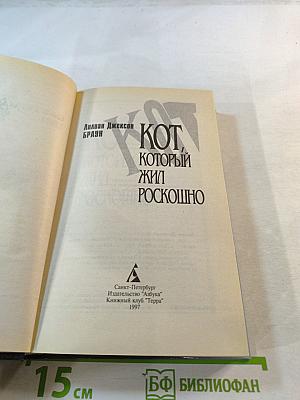 КОТ
Лилиан Джексон
БРАУН
КОТ,
КОТОРЫЙ
ЖИЛ
РОСКОШНО
Санкт-Петербург
Издательство "Азбука"
Книжный клуб "Терра"
1997
15 см
БФ БИБЛИОФАН